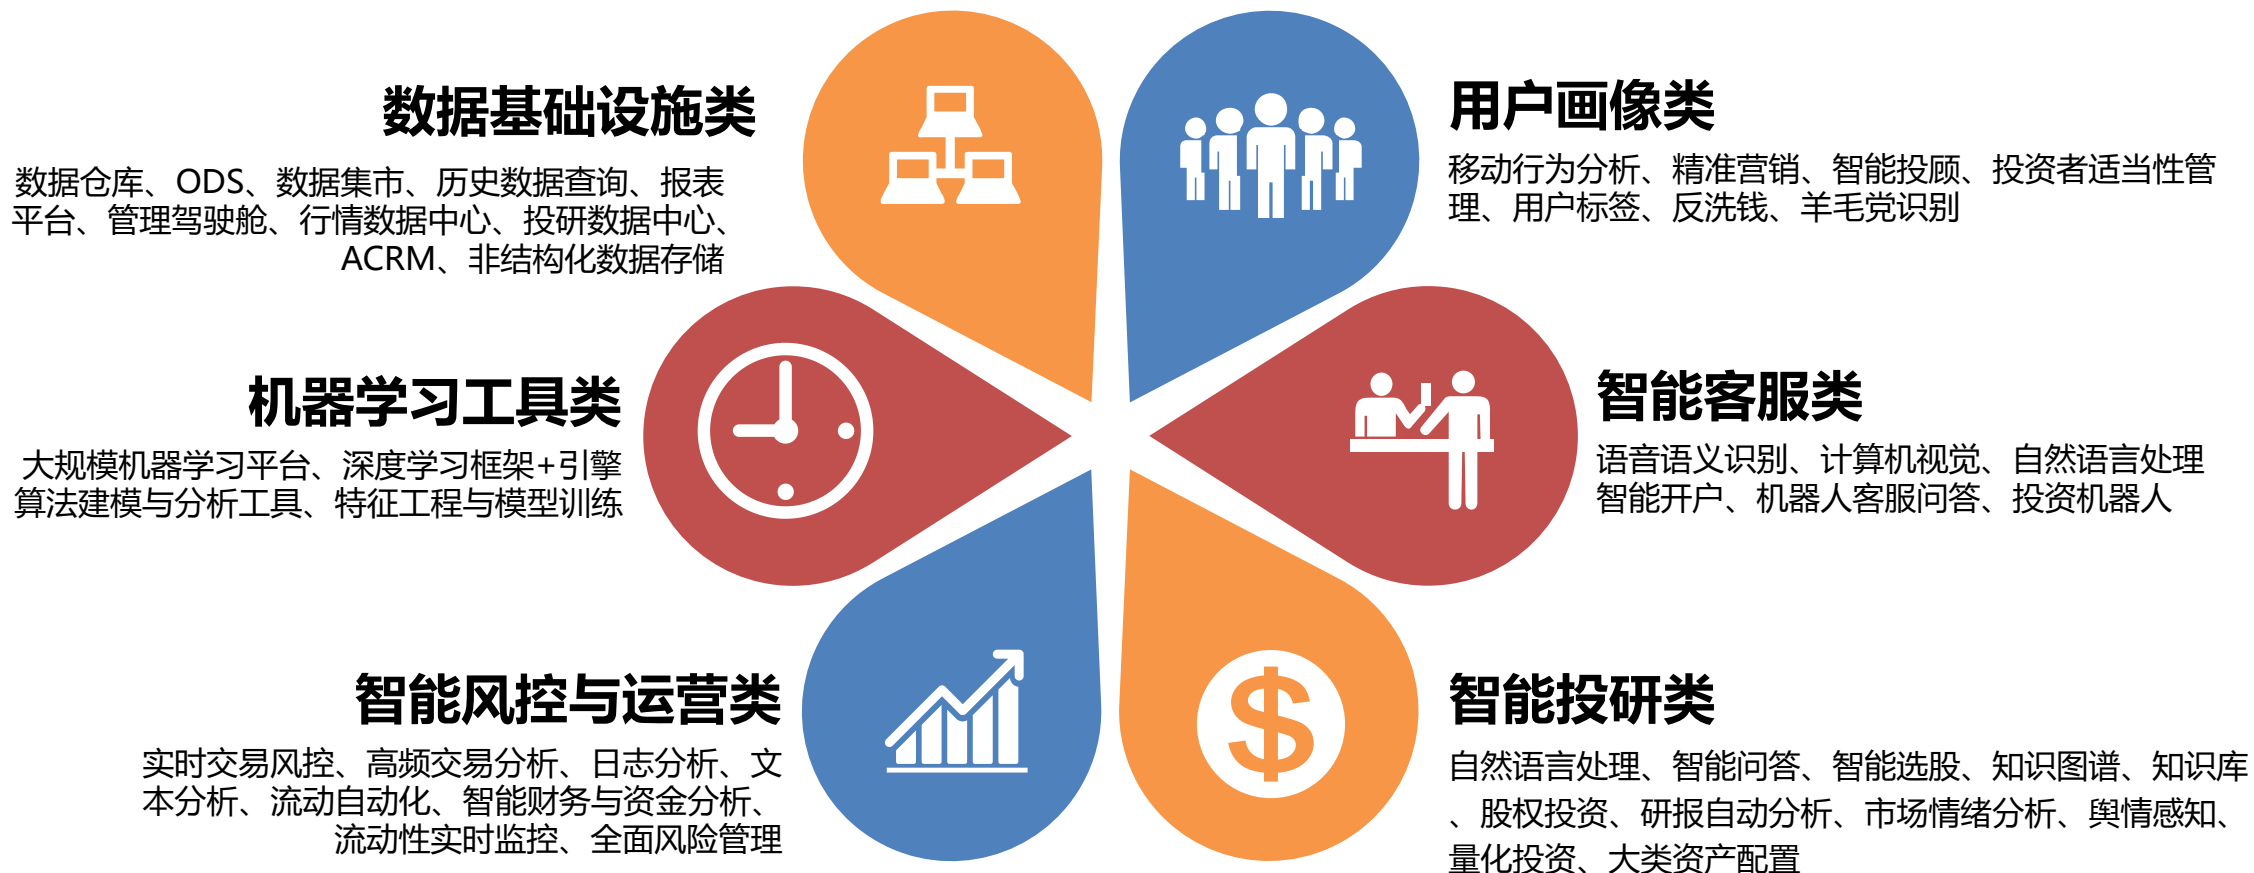 数据基础设施类
数据仓库、ODS、数据集市、历史数据查询、报表
平台、管理驾驶舱、行情数据中心、投研数据中心、
ACRM、非结构化数据存储
用户画像类
移动行为分析、精准营销、智能投顾、投资者适当性管
理、用户标签、反洗钱、羊毛党识别
机器学习工具类
大规模机器学习平台、深度学习框架+引擎
算法建模与分析工具、特征工程与模型训练
智能客服类
语音语义识别、计算机视觉、自然语言处理
智能开户、机器人客服问答、投资机器人
智能风控与运营类
实时交易风控、高频交易分析、日志分析、文
本分析、流动自动化、智能财务与资金分析、
流动性实时监控、全面风险管理
智能投研类
自然语言处理、智能问答、智能选股、知识图谱、知识库
、股权投资、研报自动分析、市场情绪分析、舆情感知、
量化投资、大类资产配置
$